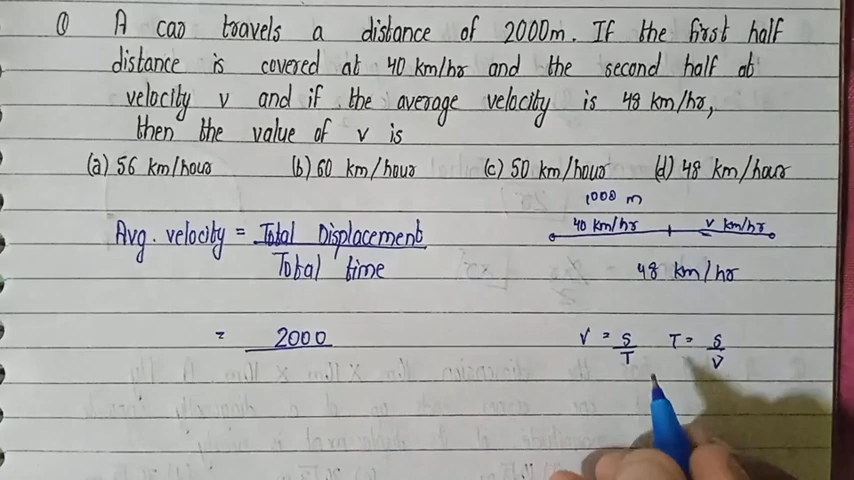 ① A car travels a distance of 2000m. If the first half
distance is covered at 40 km/hr and the second half at
velocity v and if the average velocity is 48 km/hr,
then the value of v is
(a) 56 km/hour (b) 60 km/hour (c) 50 km/hour (d) 48 km/hour
1000 m
40 km/hr v km/hr
48 km/hr
Avg. velocity = Total Displacement
Total time
= 2000
V = S T = S
T V